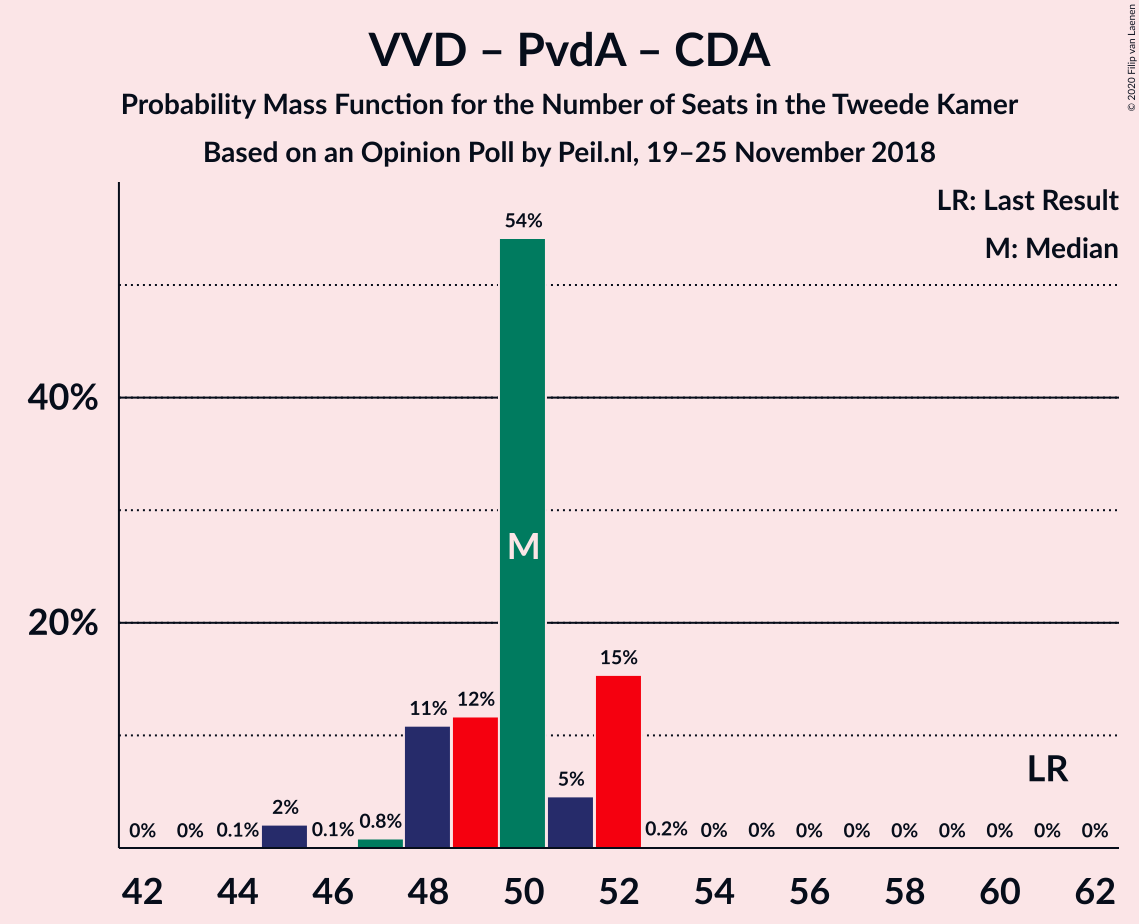 VVD – PvdA – CDA
Probability Mass Function for the Number of Seats in the Tweede Kamer
Based on an Opinion Poll by Peil.nl, 19–25 November 2018
© 2020 Filip van Laenen
LR: Last Result
M: Median
40%
20%
0% 0% 0.1% 2% 0.1% 0.8% 11% 12% 54% 5% 15% 0.2% 0% 0% 0% 0% 0% 0% 0% 0% 0%
M
LR
42 44 46 48 50 52 54 56 58 60 62